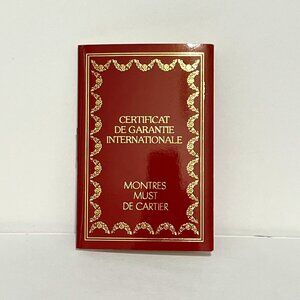 CERTIFICAT
DE GARANTIE
INTERNATIONALE
MONTRES
MUST
DE CARTIER